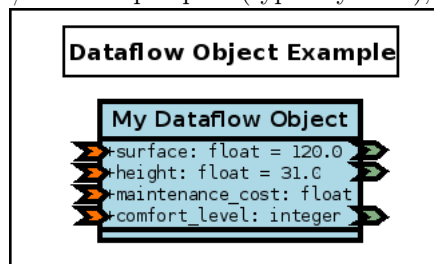 Dataflow Object Example
My Dataflow Object
+surface: float = 120.0
+height: float = 31.0
+maintenance_cost: float
+comfort_level: integer